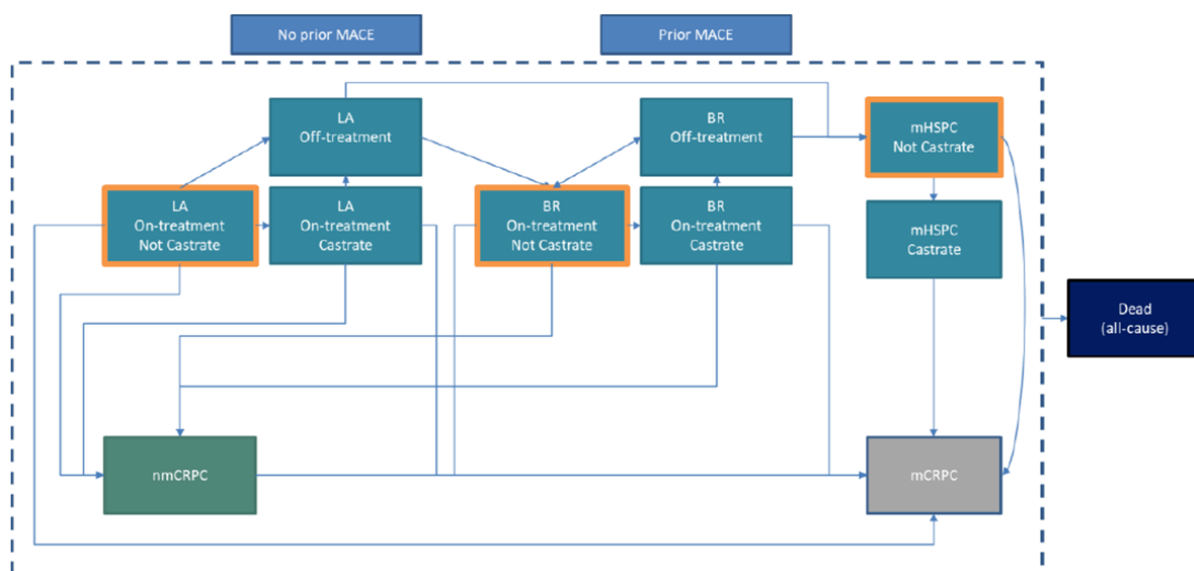 No prior MACE
Prior MACE
LA
Off-treatment
BR
Off-treatment
mHSPC
Not Castrate
LA
On-treatment
Not Castrate
LA
On-treatment
Castrate
BR
On-treatment
Not Castrate
BR
On-treatment
Castrate
mHSPC
Castrate
Dead
(all-cause)
nmCRPC
mCRPC